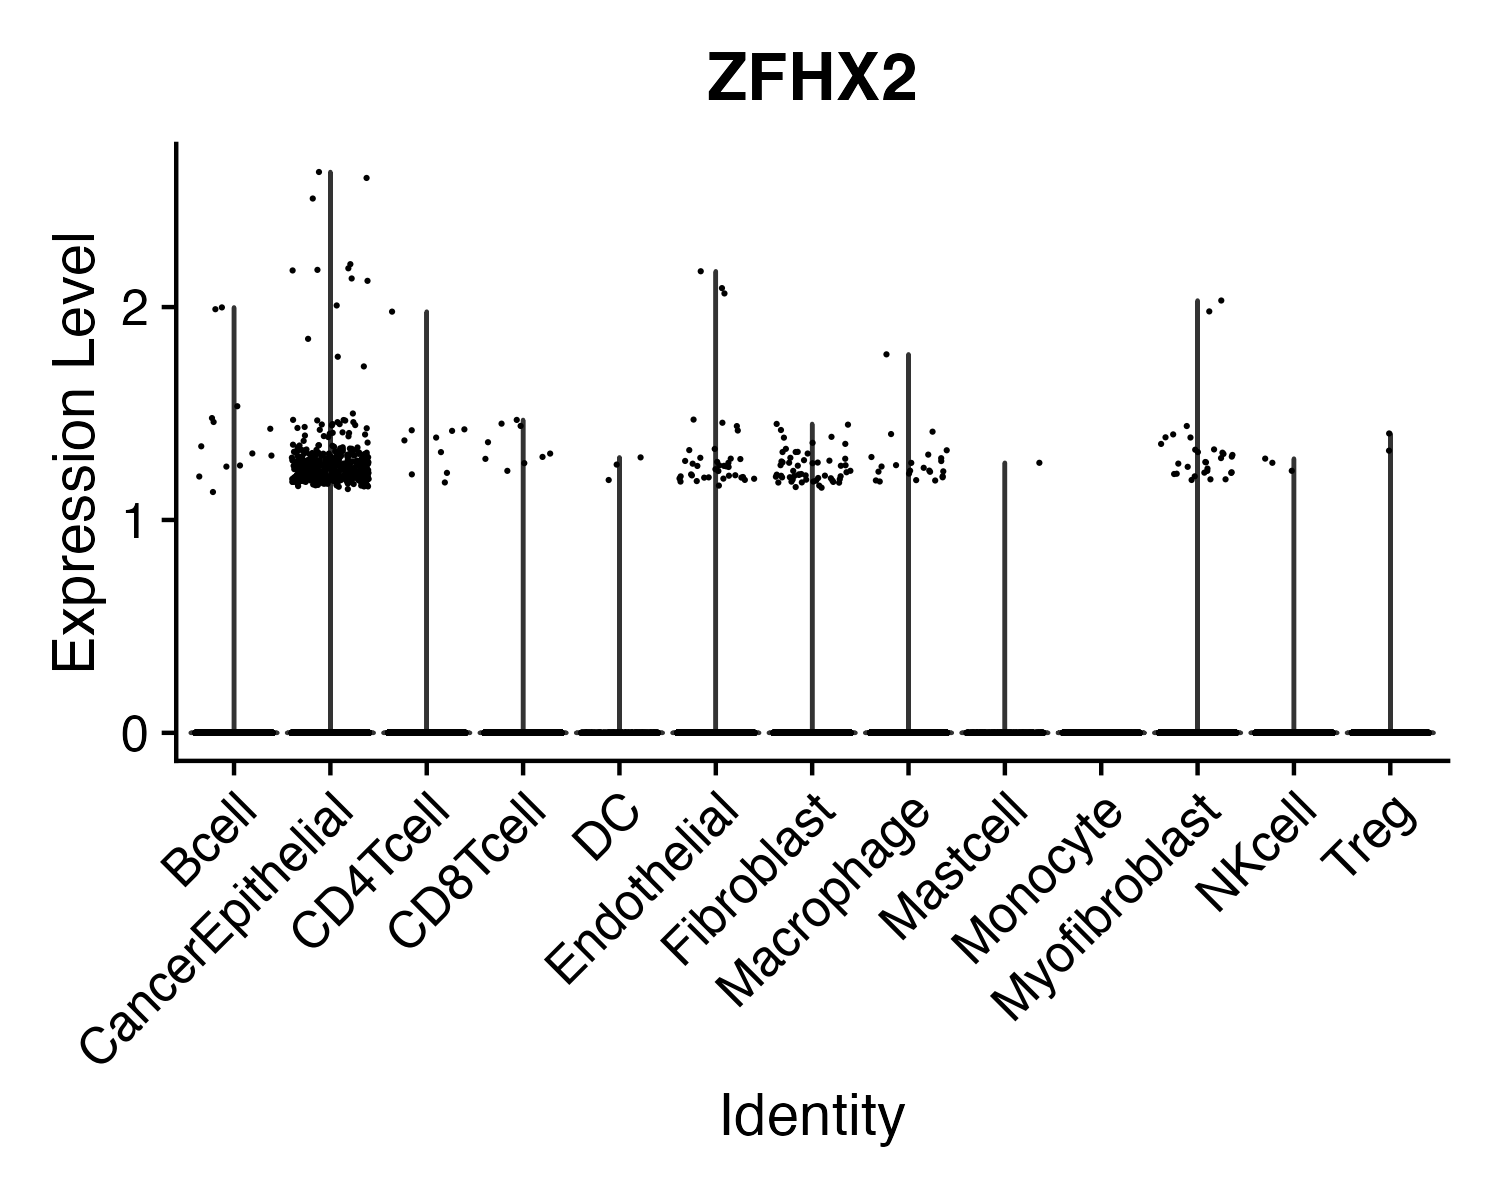 ZFHX2
Expression Level
2
1
0
Bcell
CancerEpithelial
CD4Tcell
CD8Tcell
DC
Endothelial
Fibroblast
Macrophage
Mastcell
Monocyte
Myofibroblast
NKcell
Treg
Identity